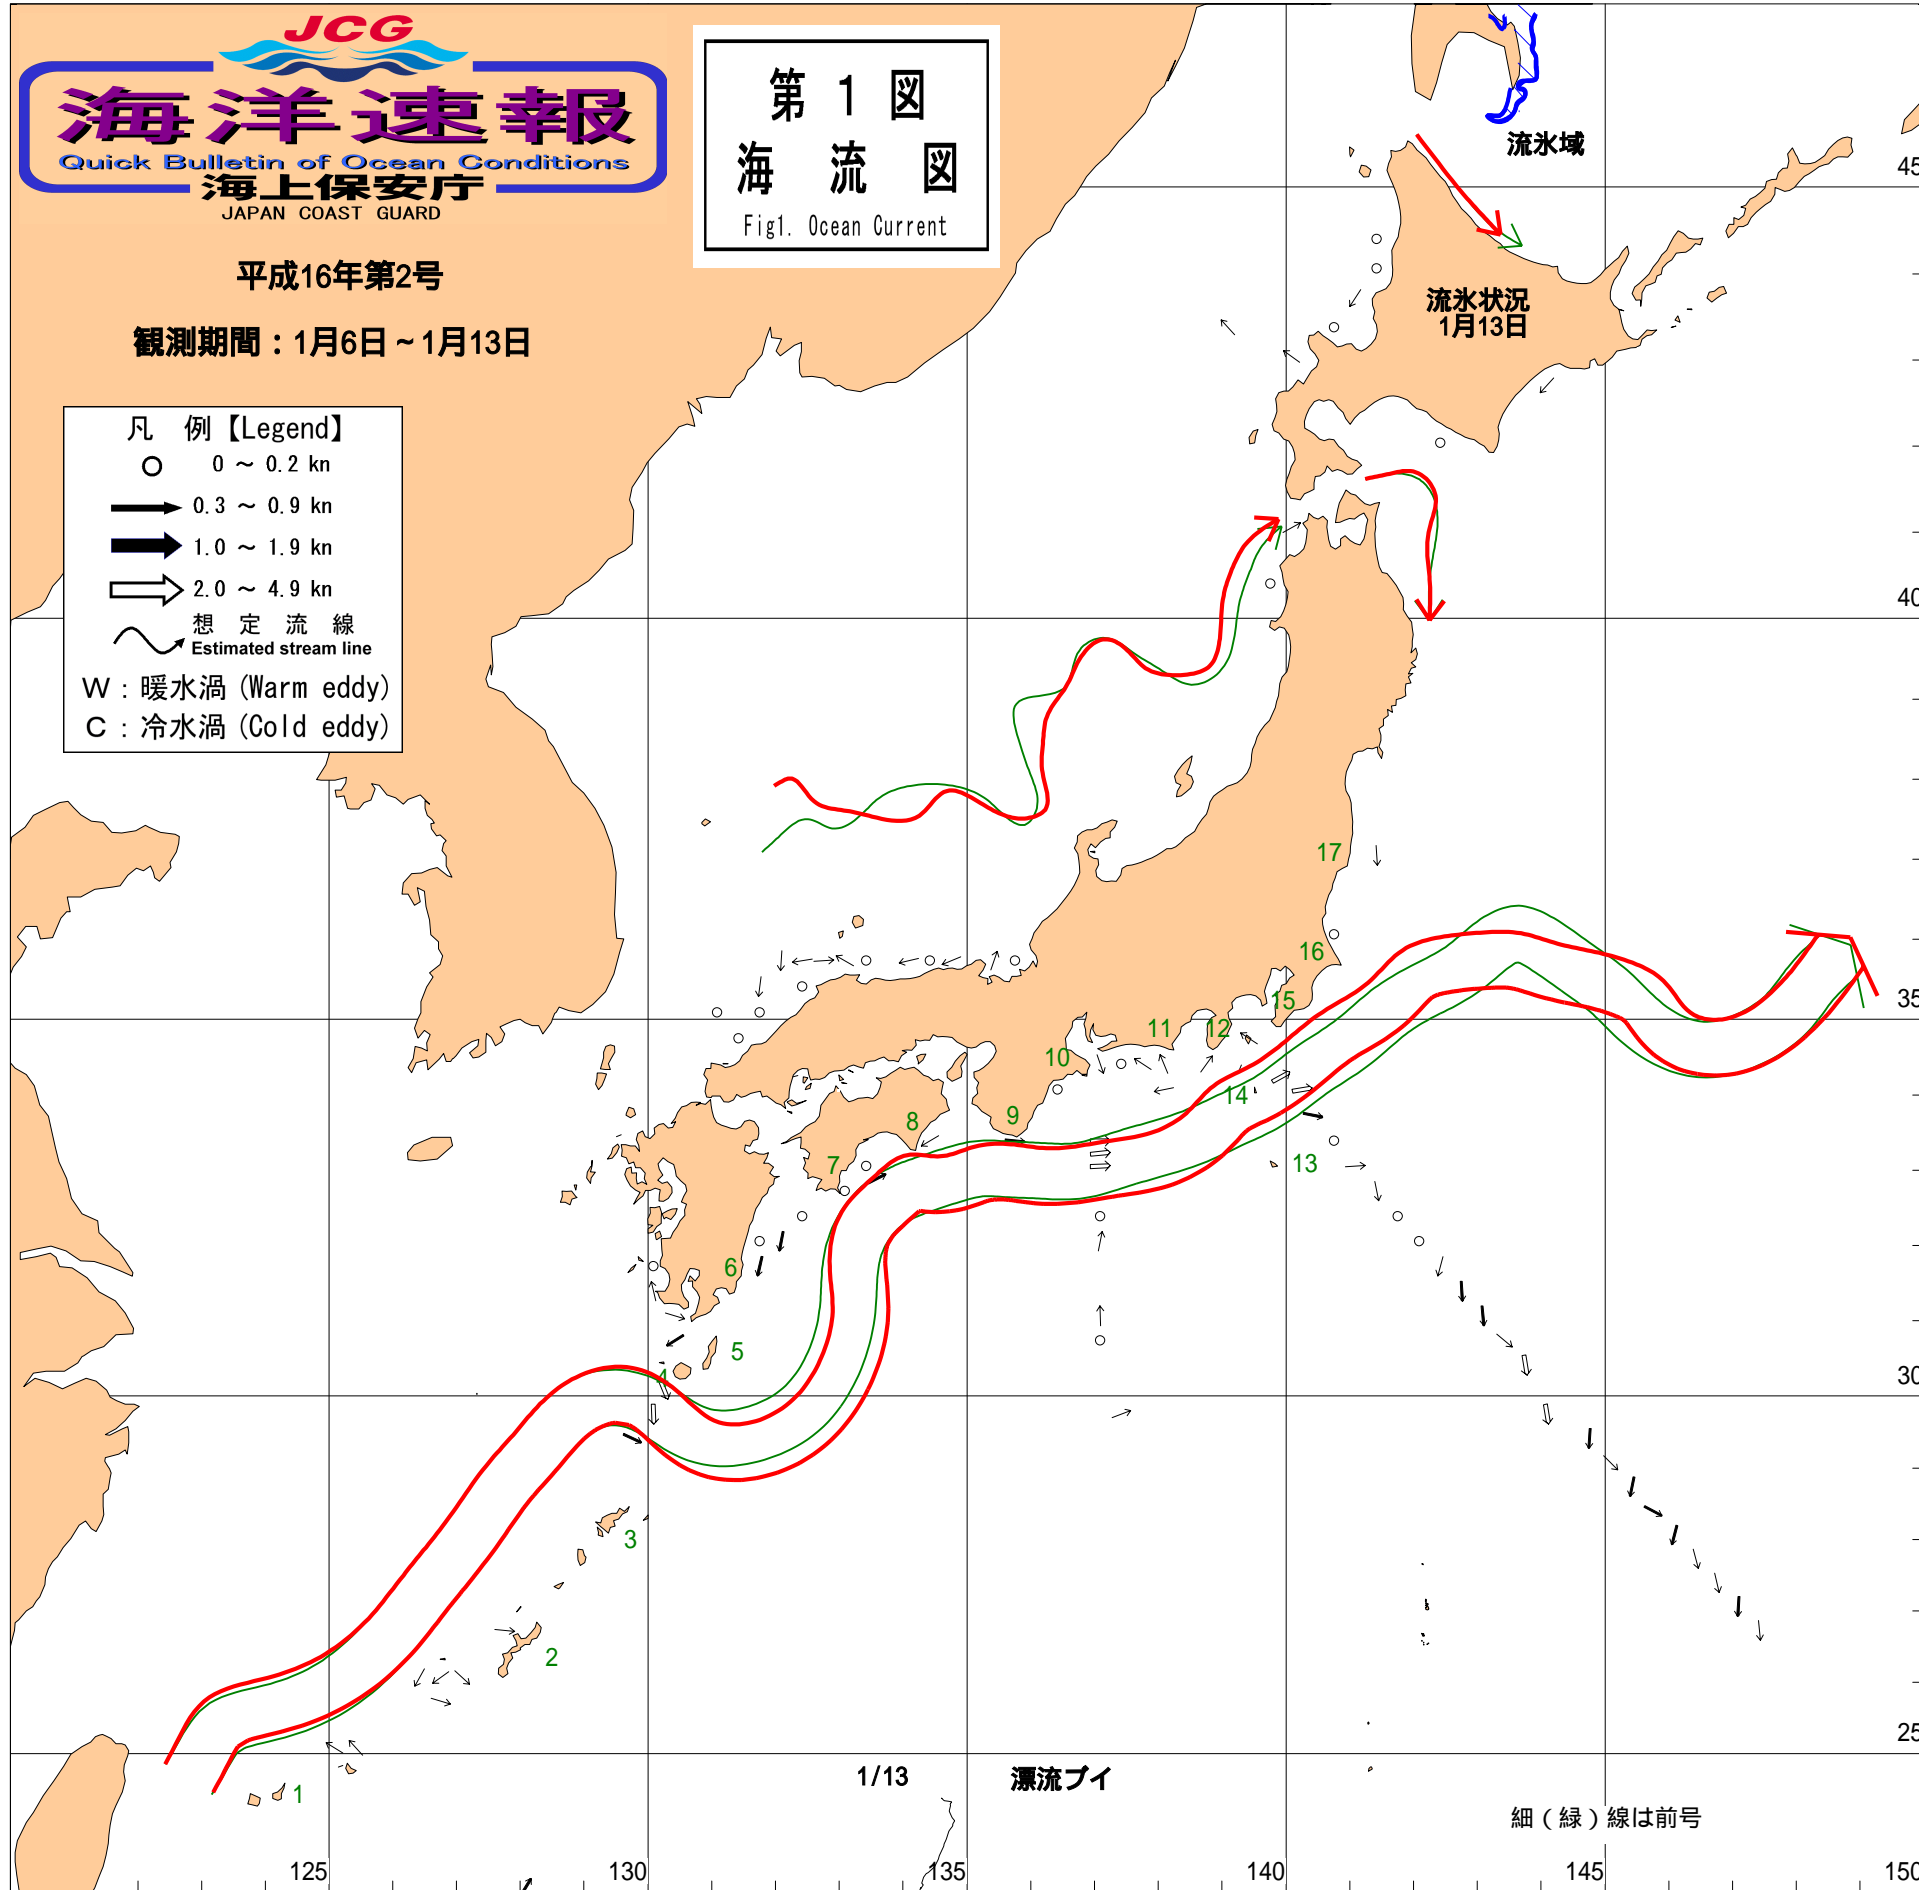 JCG
海洋速報
Quick Bulletin of Ocean Conditions
海上保安庁
JAPAN COAST GUARD
平成16年第2号
観測期間：1月6日～1月13日
第 1 図
海 流 図
Fig1. Ocean Current
凡 例【Legend】
0 ～ 0.2 kn
0.3 ～ 0.9 kn
1.0 ～ 1.9 kn
2.0 ～ 4.9 kn
想 定 流 線
Estimated stream line
W：暖水渦(Warm eddy)
C：冷水渦(Cold eddy)
流氷域
流氷状況
1月13日
45
40
35
30
25
17
16
15
14
13
12
11
10
9
8
7
6
5
4
3
2
1
1/13
漂流ブイ
細（緑）線は前号
125
130
135
140
145
150